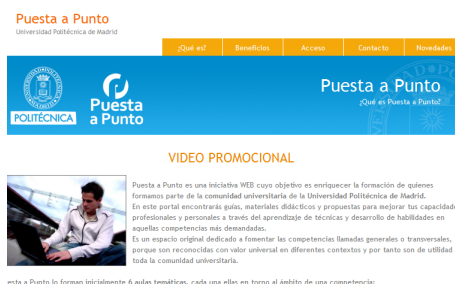 Puesta a Punto
Universidad Politécnica de Madrid
¿Qué es?
Beneficios
Acceso
Contacto
Novedades
POLITÉCNICA
Puesta
a Punto
Puesta a Punto
¿Qué es Puesta a Punto?
VIDEO PROMOCIONAL
Puesta a Punto es una iniciativa WEB cuyo objetivo es enriquecer la formación de quienes
formamos parte de la comunidad universitaria de la Universidad Politécnica de Madrid.
En este portal encontrarás guías, materiales didácticos y propuestas para mejorar tus capacidade
profesionales y personales a través del aprendizaje de técnicas y desarrollo de habilidades en
aquellas competencias más demandadas.
Es un espacio original dedicado a fomentar las competencias llamadas generales o transversales,
porque son reconocidas con valor universal en diferentes contextos y por tanto son de utilidad
toda la comunidad universitaria.
esta a Punto lo forman inicialmente 6 aulas temáticas, cada una ellas en torno al ámbito de una competencia: